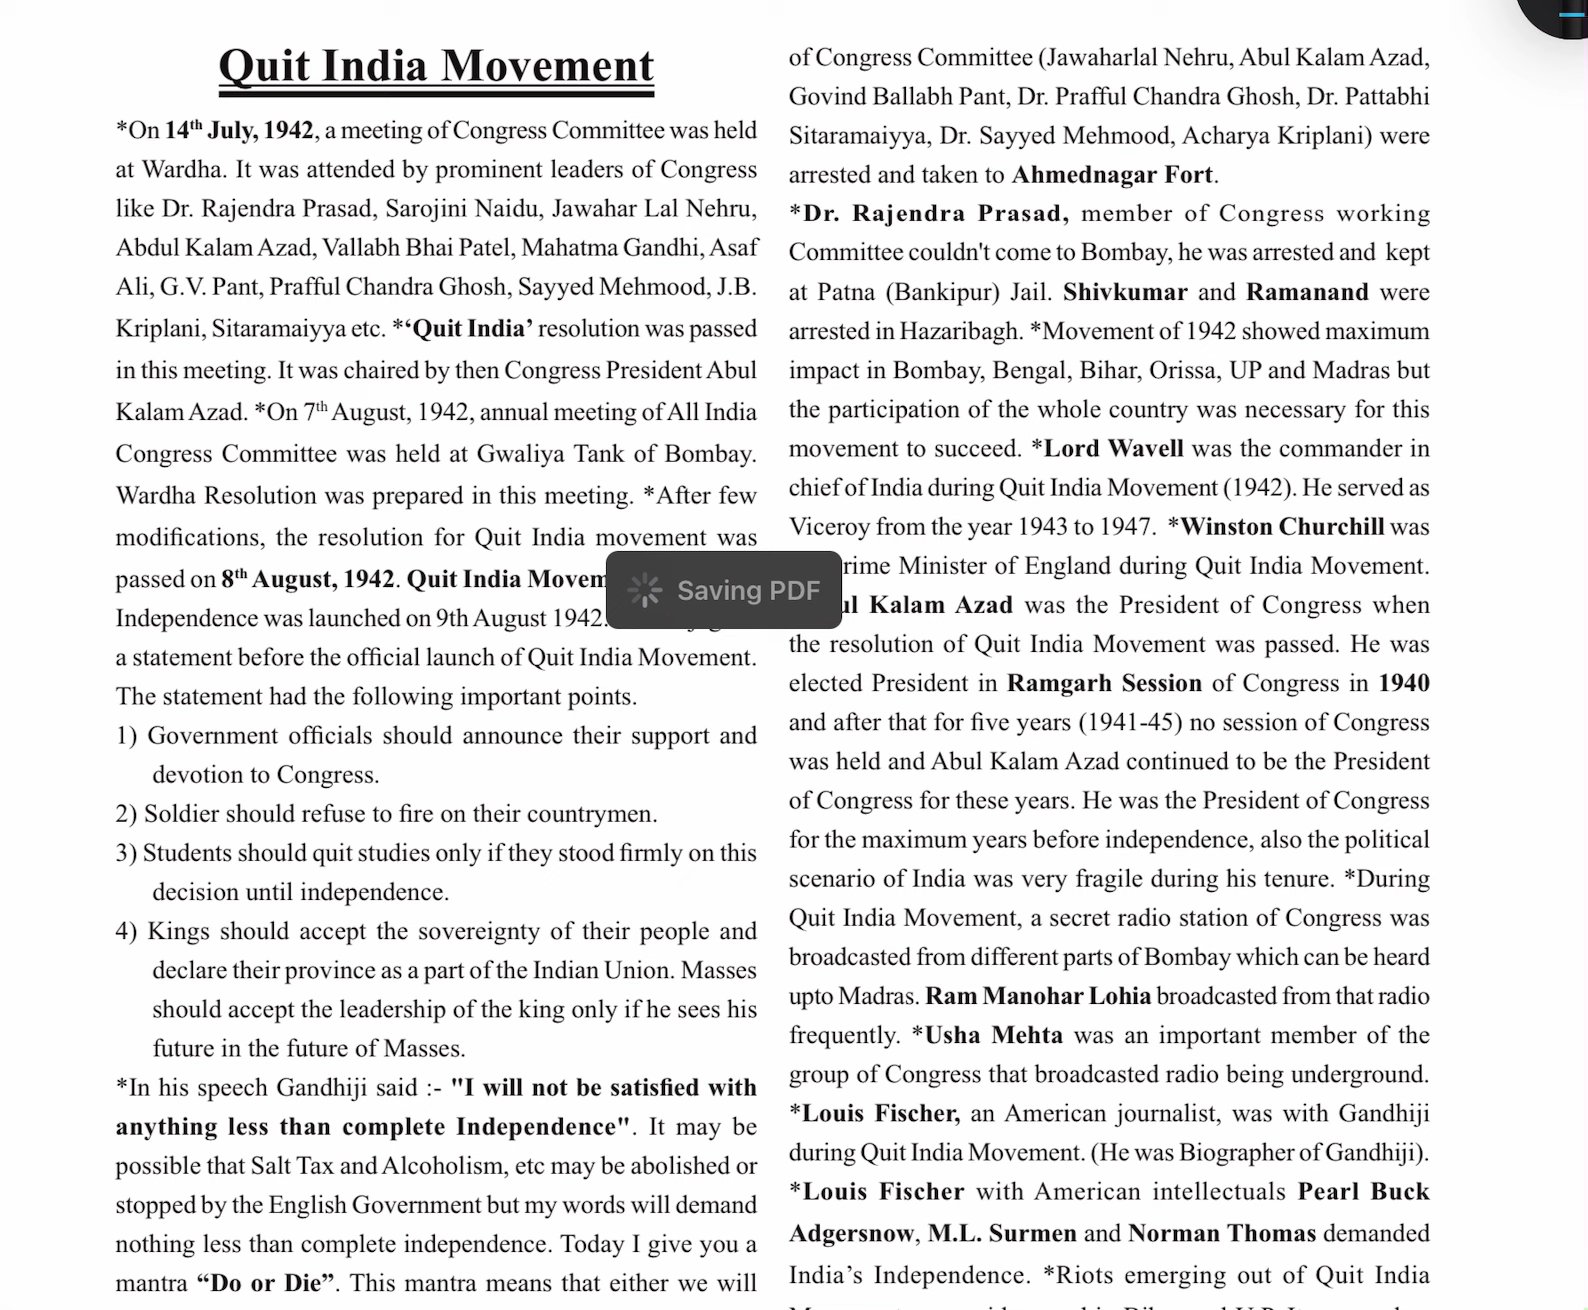 Quit India Movement
*On 14th July, 1942, a meeting of Congress Committee was held
at Wardha. It was attended by prominent leaders of Congress
like Dr. Rajendra Prasad, Sarojini Naidu, Jawahar Lal Nehru,
Abdul Kalam Azad, Vallabh Bhai Patel, Mahatma Gandhi, Asaf
Ali, G.V. Pant, Prafful Chandra Ghosh, Sayyed Mehmood, J.B.
Kriplani, Sitaramaiyya etc. *‘Quit India’ resolution was passed
in this meeting. It was chaired by then Congress President Abul
Kalam Azad. *On 7th August, 1942, annual meeting of All India
Congress Committee was held at Gwaliya Tank of Bombay.
Wardha Resolution was prepared in this meeting. *After few
modifications, the resolution for Quit India movement was
passed on 8th August, 1942. Quit India Movem
Independence was launched on 9th August 1942.
a statement before the official launch of Quit India Movement.
The statement had the following important points.
1) Government officials should announce their support and
devotion to Congress.
2) Soldier should refuse to fire on their countrymen.
3) Students should quit studies only if they stood firmly on this
decision until independence.
4) Kings should accept the sovereignty of their people and
declare their province as a part of the Indian Union. Masses
should accept the leadership of the king only if he sees his
future in the future of Masses.
*In his speech Gandhiji said :- "I will not be satisfied with
anything less than complete Independence". It may be
possible that Salt Tax and Alcoholism, etc may be abolished or
stopped by the English Government but my words will demand
nothing less than complete independence. Today I give you a
mantra “Do or Die”. This mantra means that either we will
of Congress Committee (Jawaharlal Nehru, Abul Kalam Azad,
Govind Ballabh Pant, Dr. Prafful Chandra Ghosh, Dr. Pattabhi
Sitaramaiyya, Dr. Sayyed Mehmood, Acharya Kriplani) were
arrested and taken to Ahmednagar Fort.
*Dr. Rajendra Prasad, member of Congress working
Committee couldn't come to Bombay, he was arrested and kept
at Patna (Bankipur) Jail. Shivkumar and Ramanand were
arrested in Hazaribagh. *Movement of 1942 showed maximum
impact in Bombay, Bengal, Bihar, Orissa, UP and Madras but
the participation of the whole country was necessary for this
movement to succeed. *Lord Wavell was the commander in
chief of India during Quit India Movement (1942). He served as
Viceroy from the year 1943 to 1947. *Winston Churchill was
rime Minister of England during Quit India Movement.
ul Kalam Azad was the President of Congress when
the resolution of Quit India Movement was passed. He was
elected President in Ramgarh Session of Congress in 1940
and after that for five years (1941-45) no session of Congress
was held and Abul Kalam Azad continued to be the President
of Congress for these years. He was the President of Congress
for the maximum years before independence, also the political
scenario of India was very fragile during his tenure. *During
Quit India Movement, a secret radio station of Congress was
broadcasted from different parts of Bombay which can be heard
upto Madras. Ram Manohar Lohia broadcasted from that radio
frequently. *Usha Mehta was an important member of the
group of Congress that broadcasted radio being underground.
*Louis Fischer, an American journalist, was with Gandhiji
during Quit India Movement. (He was Biographer of Gandhiji).
*Louis Fischer with American intellectuals Pearl Buck
Adgersnow, M.L. Surmen and Norman Thomas demanded
India’s Independence. *Riots emerging out of Quit India
Saving PDF